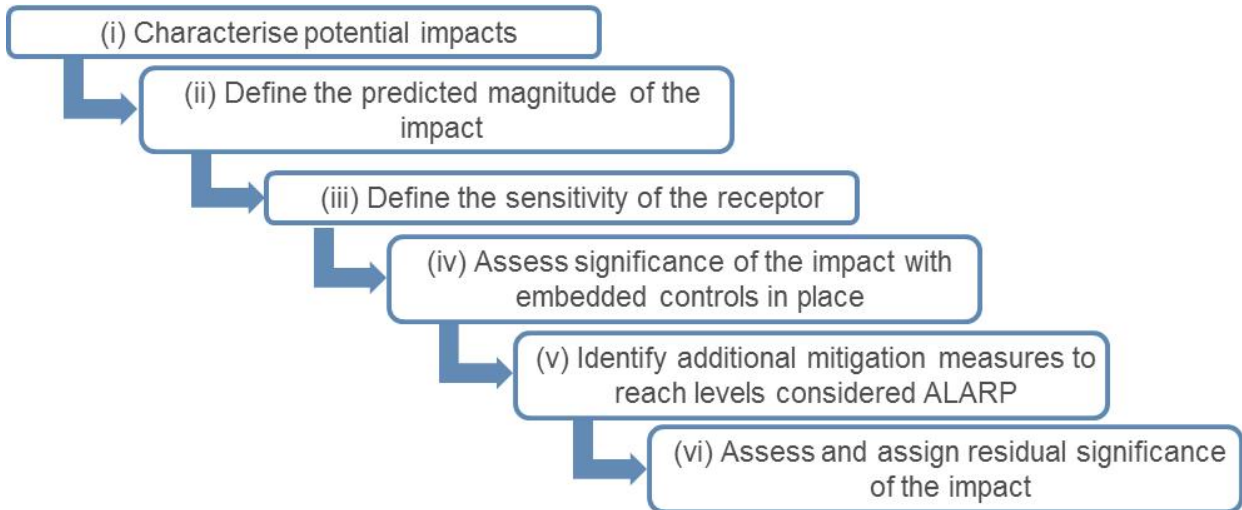 (i) Characterise potential impacts
(ii) Define the predicted magnitude of the
impact
(iii) Define the sensitivity of the receptor
(iv) Assess significance of the impact with
embedded controls in place
(v) Identify additional mitigation measures to
reach levels considered ALARP
(vi) Assess and assign residual significance
of the impact